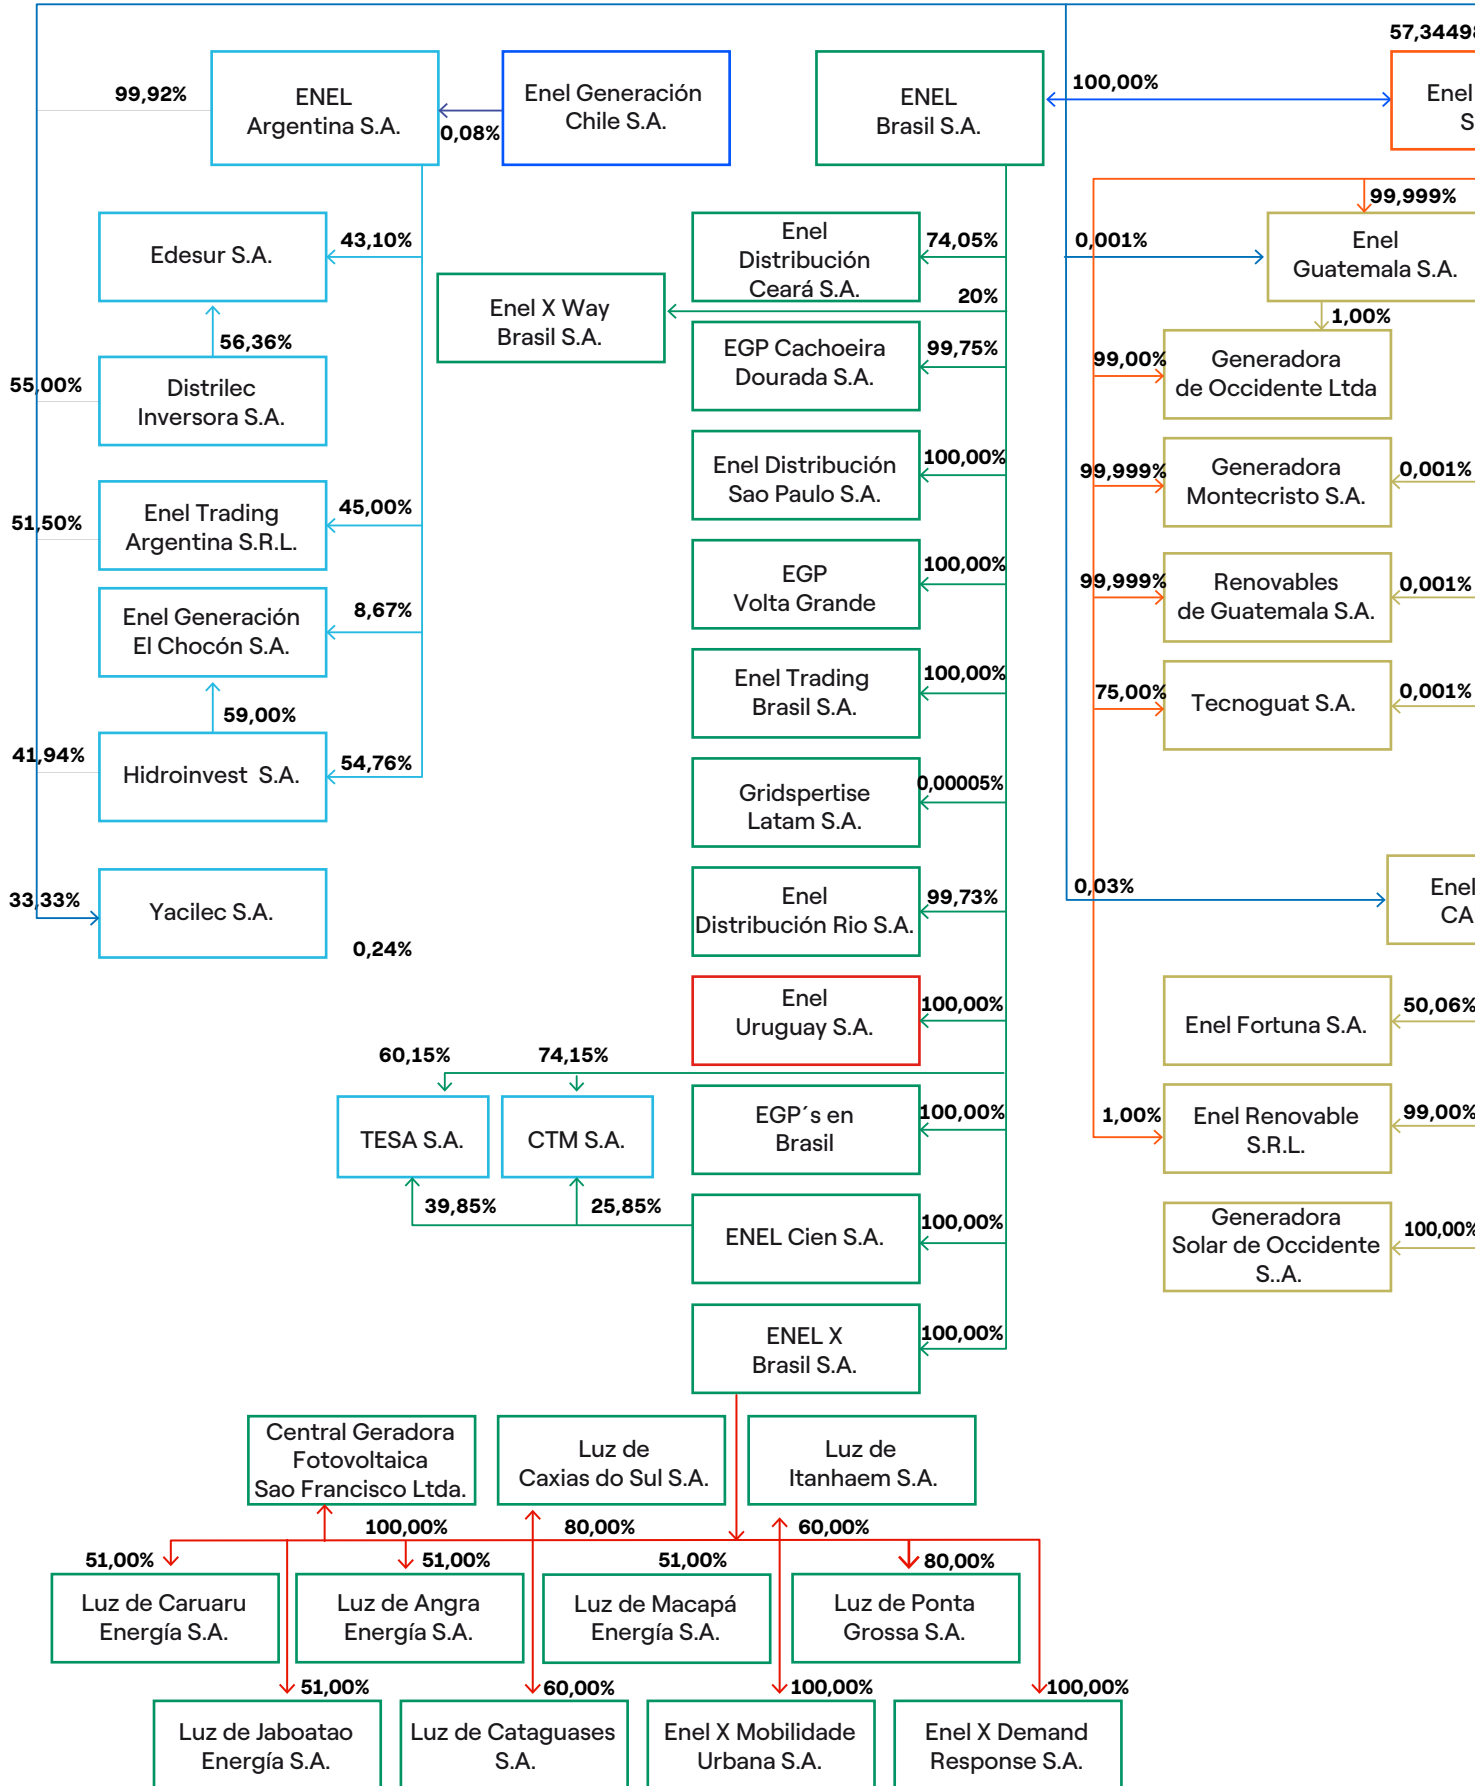 57,34498
99,92%
ENEL
Argentina S.A.
0,08%
Enel Generación
Chile S.A.
ENEL
Brasil S.A.
100,00%
Enel
S
99,999%
Edesur S.A.
43,10%
Enel
Distribución
Ceará S.A.
74,05%
0,001%
Enel
Guatemala S.A.
20%
Enel X Way
Brasil S.A.
1,00%
56,36%
55,00%
Distrilec
Inversora S.A.
EGP Cachoeira
Dourada S.A.
99,75%
99,00%
Generadora
de Occidente Ltda
Enel Distribución
Sao Paulo S.A.
100,00%
99,999%
Generadora
Montecristo S.A.
0,001%
51,50%
Enel Trading
Argentina S.R.L.
45,00%
EGP
Volta Grande
100,00%
99,999%
Renovables
de Guatemala S.A.
0,001%
Enel Generación
El Chocón S.A.
8,67%
Enel Trading
Brasil S.A.
100,00%
75,00%
Tecnoguat S.A.
0,001%
59,00%
41,94%
Hidroinvest S.A.
54,76%
Gridspertise
Latam S.A.
0,00005%
33,33%
Yacilec S.A.
0,24%
Enel
Distribución Rio S.A.
99,73%
0,03%
Enel
CA
Enel
Uruguay S.A.
100,00%
Enel Fortuna S.A.
50,06%
60,15%
74,15%
TESA S.A.
CTM S.A.
EGP´s en
Brasil
100,00%
1,00%
Enel Renovable
S.R.L.
99,00%
39,85%
25,85%
ENEL Cien S.A.
100,00%
Generadora
Solar de Occidente
S..A.
100,00%
ENEL X
Brasil S.A.
100,00%
Central Geradora
Fotovoltaica
Sao Francisco Ltda.
Luz de
Caxias do Sul S.A.
Luz de
Itanhaem S.A.
100,00%
80,00%
60,00%
51,00%
51,00%
51,00%
80,00%
Luz de Caruaru
Energía S.A.
Luz de Angra
Energía S.A.
Luz de Macapá
Energía S.A.
Luz de Ponta
Grossa S.A.
51,00%
60,00%
100,00%
100,00%
Luz de Jaboatao
Energía S.A.
Luz de Cataguases
S.A.
Enel X Mobilidade
Urbana S.A.
Enel X Demand
Response S.A.